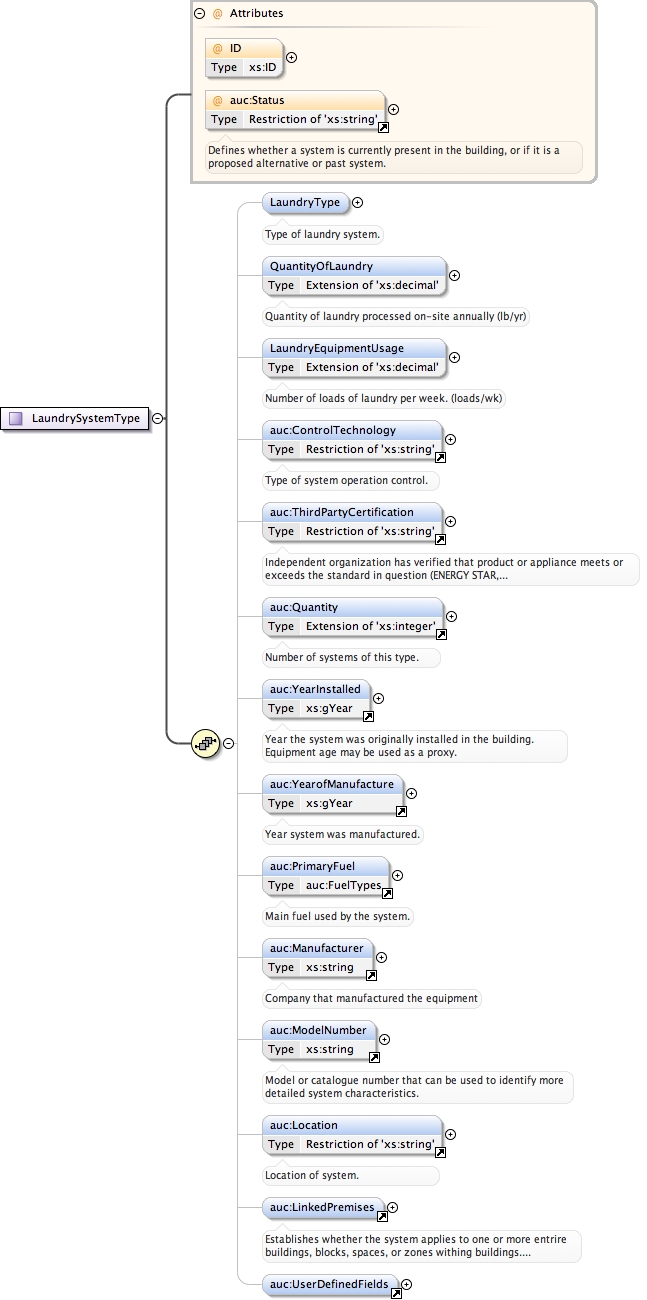 @ Attributes
@ ID
Type xs:ID
@ auc:Status
Type Restriction of 'xs:string'
Defines whether a system is currently present in the building, or if it is a
proposed alternative or past system.
LaundryType
Type of laundry system.
QuantityOfLaundry
Type Extension of 'xs:decimal'
Quantity of laundry processed on-site annually (lb/yr)
LaundryEquipmentUsage
Type Extension of 'xs:decimal'
Number of loads of laundry per week. (loads/wk)
LaundrySystemType
auc:ControlTechnology
Type Restriction of 'xs:string'
Type of system operation control.
auc:ThirdPartyCertification
Type Restriction of 'xs:string'
Independent organization has verified that product or appliance meets or
exceeds the standard in question (ENERGY STAR,...
auc:Quantity
Type Extension of 'xs:integer'
Number of systems of this type.
auc:YearInstalled
Type xs:gYear
Year the system was originally installed in the building.
Equipment age may be used as a proxy.
auc:YearofManufacture
Type xs:gYear
Year system was manufactured.
auc:PrimaryFuel
Type auc:FuelTypes
Main fuel used by the system.
auc:Manufacturer
Type xs:string
Company that manufactured the equipment
auc:ModelNumber
Type xs:string
Model or catalogue number that can be used to identify more
detailed system characteristics.
auc:Location
Type Restriction of 'xs:string'
Location of system.
auc:LinkedPremises
Establishes whether the system applies to one or more entrire
buildings, blocks, spaces, or zones withing buildings....
auc:UserDefinedFields